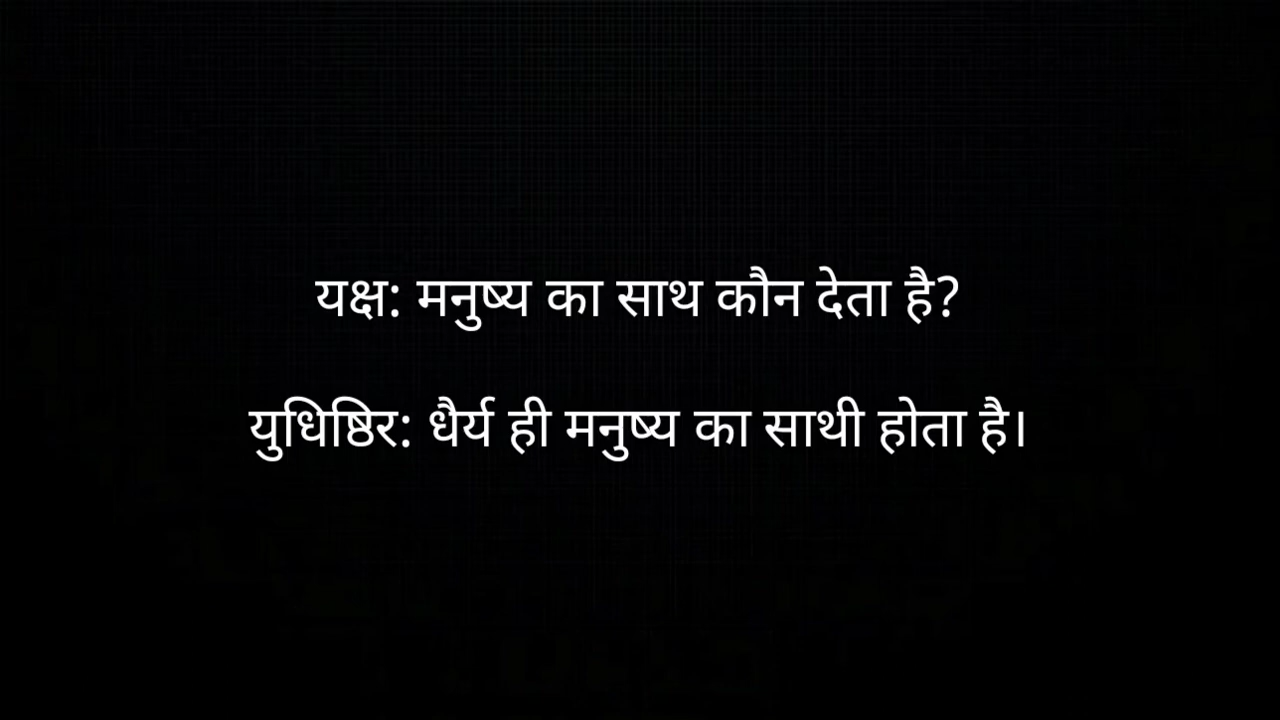 यक्ष: मनुष्य का साथ कौन देता है?
युधिष्ठिर: धैर्य ही मनुष्य का साथी होता है।